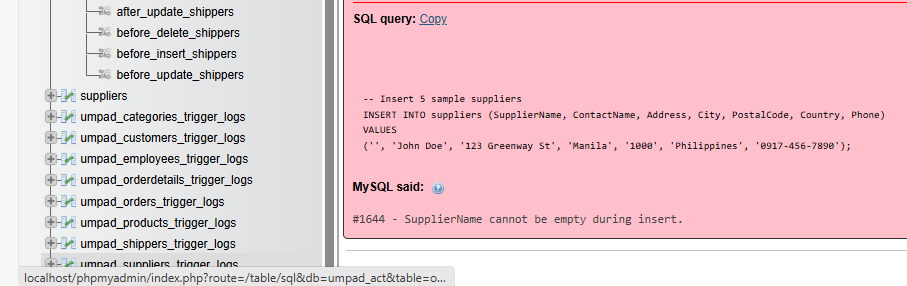 after_update_shippers
before_delete_shippers
before_insert_shippers
before_update_shippers
suppliers
umpad_categories_trigger_logs
umpad_customers_trigger_logs
umpad_employees_trigger_logs
umpad_orderdetails_trigger_logs
umpad_orders_trigger_logs
umpad_products_trigger_logs
umpad_shippers_trigger_logs
umpad_suppliers_trigger_logs
localhost/phpmyadmin/index.php?route=/table/sql&db=umpad_act&table=o...
SQL query: Copy
-- Insert 5 sample suppliers
INSERT INTO suppliers (SupplierName, ContactName, Address, City, PostalCode, Country, Phone)
VALUES
('', 'John Doe', '123 Greenway St', 'Manila', '1000', 'Philippines', '0917-456-7890');
MySQL said:
#1644 - SupplierName cannot be empty during insert.